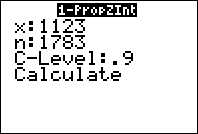 1-PropZInt
x:1123
n:1783
C-Level:.9
Calculate